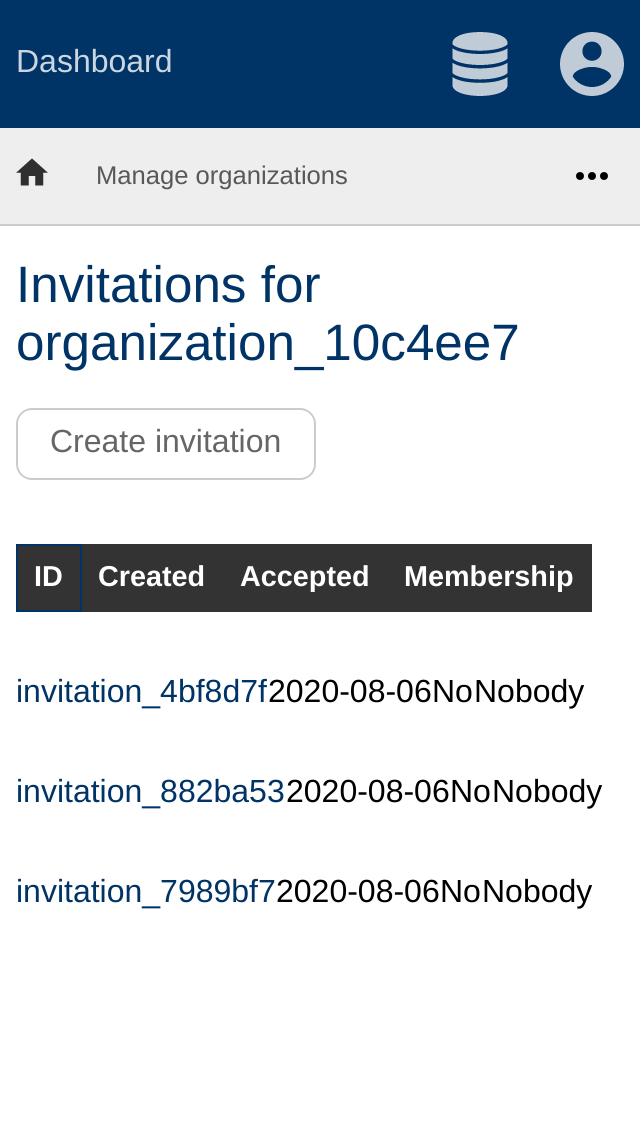 Dashboard
Manage organizations
Invitations for
organization_10c4ee7
Create invitation
ID Created Accepted Membership
invitation_4bf8d7f2020-08-06NoNobody
invitation_882ba532020-08-06NoNobody
invitation_7989bf72020-08-06NoNobody